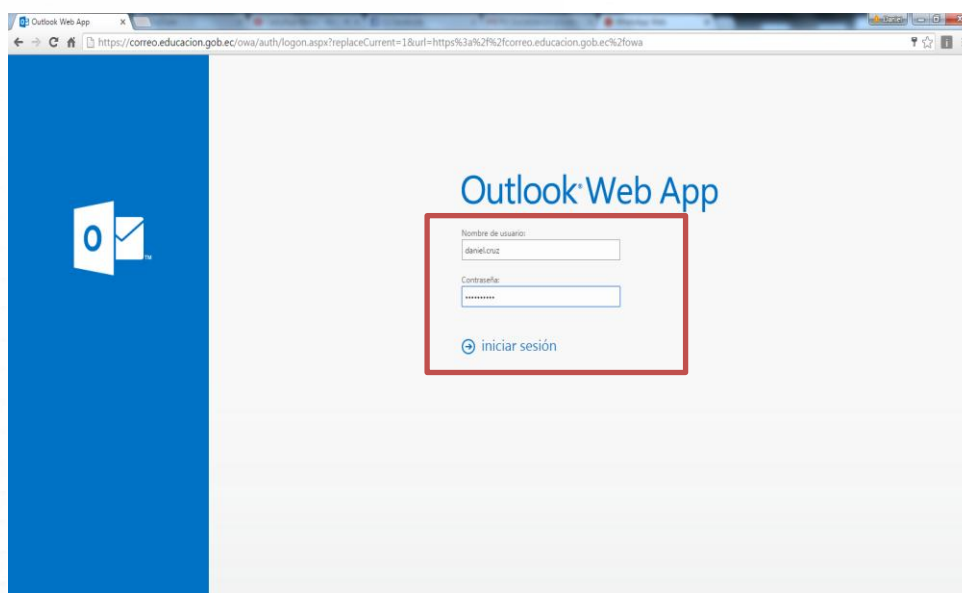 Outlook Web App
https://correo.educacion.gob.ec/owa/auth/logon.aspx?replaceCurrent=1&url=https%3a%2f%2fcorreo.educacion.gob.ec%2fowa
Outlook Web App
O
TM
Nombre de usuario:
daniel.cruz
Contraseña:
••••••••••
iniciar sesión